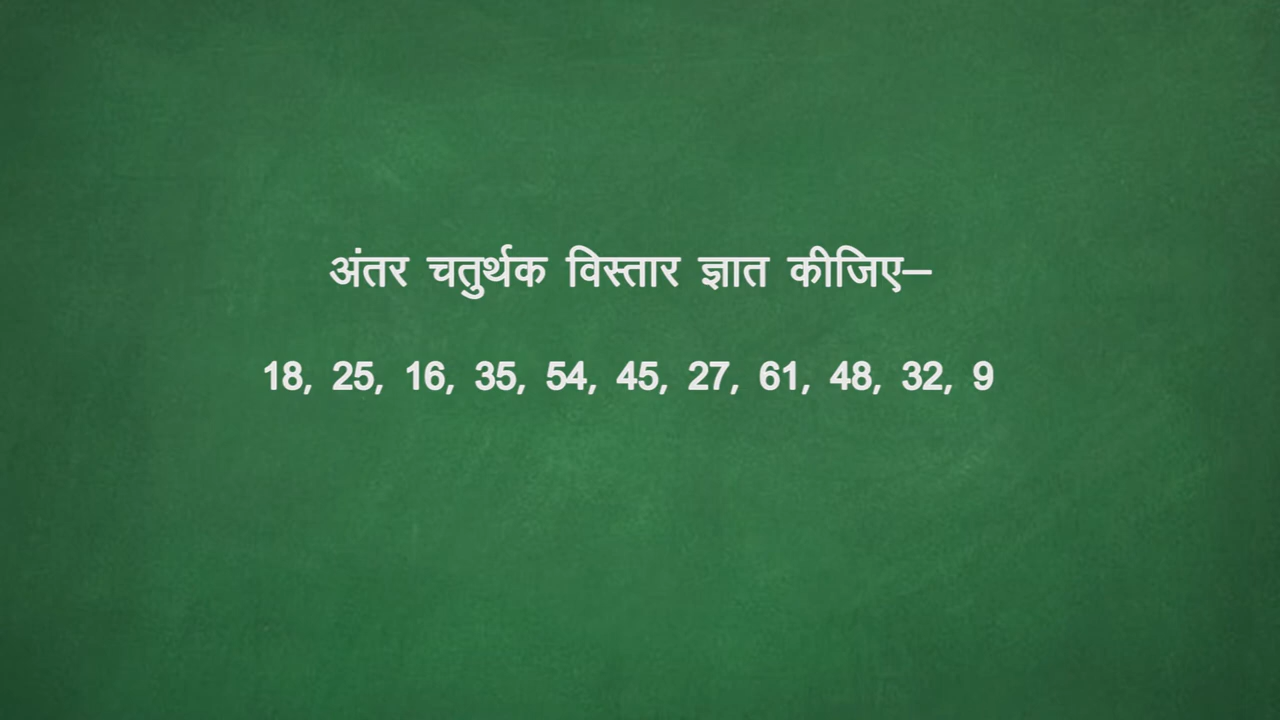 अंतर चतुर्थक विस्तार ज्ञात कीजिए–
18, 25, 16, 35, 54, 45, 27, 61, 48, 32, 9